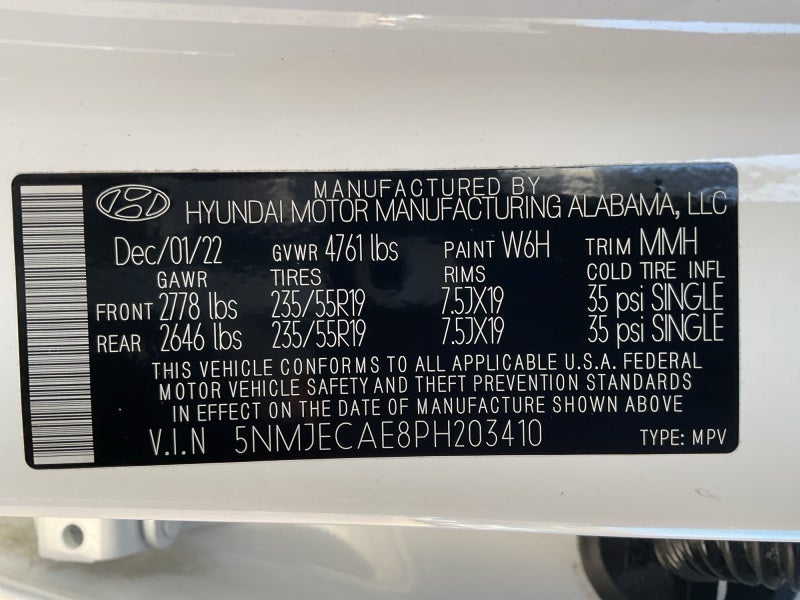 MANUFACTURED BY
HYUNDAI MOTOR MANUFACTURING ALABAMA, LLC
Dec/01/22 GVWR 4761 lbs PAINT W6H TRIM MMH
GAWR TIRES RIMS COLD TIRE INFL
FRONT 2778 lbs 235/55R19 7.5JX19 35 psi SINGLE
REAR 2646 lbs 235/55R19 7.5JX19 35 psi SINGLE
THIS VEHICLE CONFORMS TO ALL APPLICABLE U.S.A. FEDERAL
MOTOR VEHICLE SAFETY AND THEFT PREVENTION STANDARDS
IN EFFECT ON THE DATE OF MANUFACTURE SHOWN ABOVE
V.I.N 5NMJECAE8PH203410 TYPE: MPV